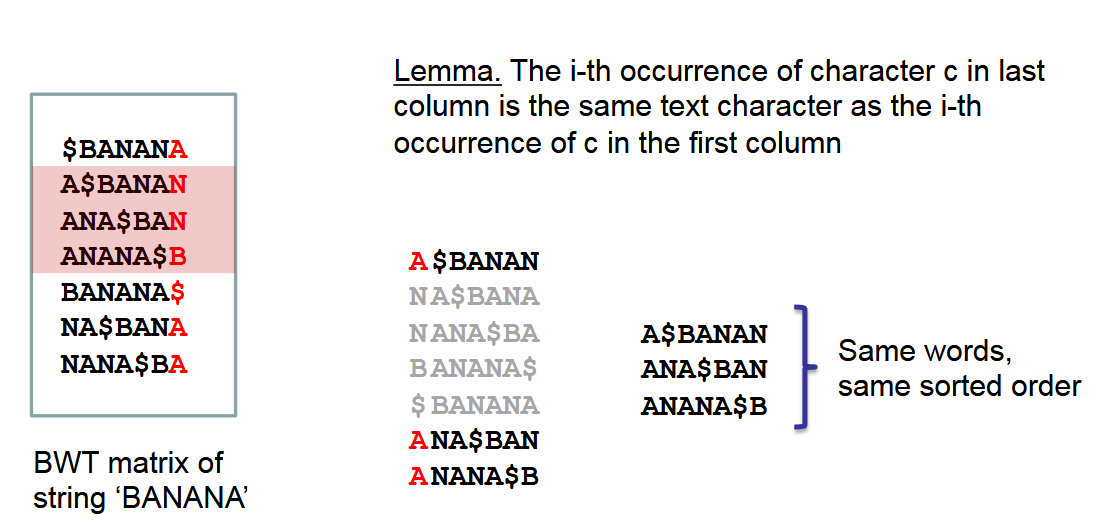 Lemma. The i-th occurrence of character c in last
column is the same text character as the i-th
occurrence of c in the first column
$BANANA
A$BANAN
ANA$BAN
ANANA$B
BANANA$
NA$BANA
NANA$BA
BWT matrix of
string ‘BANANA’
A$BANAN
NA$BANA
NANA$BA
BANANA$
$BANANA
ANA$BAN
ANANA$B
A$BANAN
ANA$BAN
ANANA$B
Same words,
same sorted order